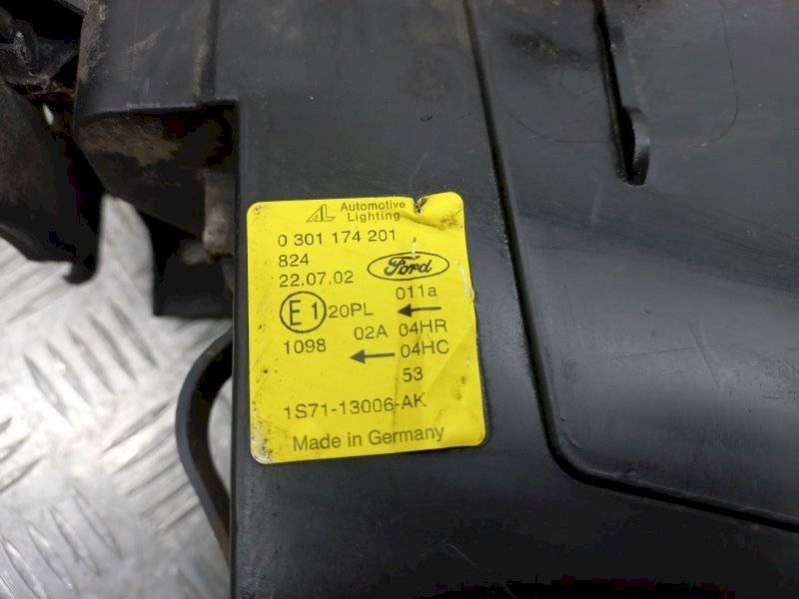 AL Automotive
Lighting
0 301 174 201
824
22.07.02 Ford
E1 20PL 011a
02A 04HR
1098 04HC
53
1S71-13006-AK
Made in Germany